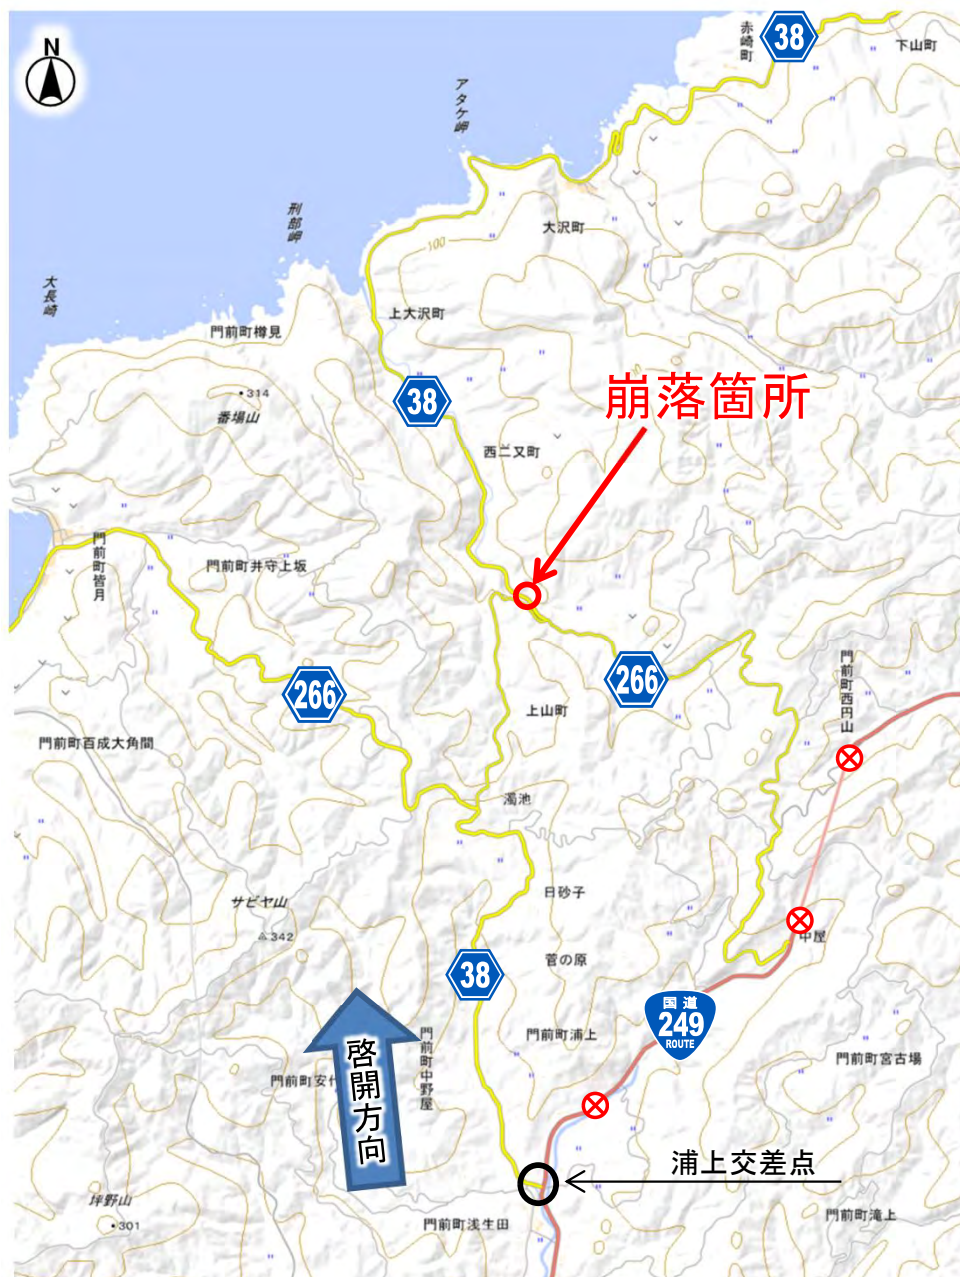 N
赤崎町
38
下山町
アタケ岬
刑部岬
大沢町
100
大長崎
上大沢町
門前町樽見
314
番場山
38
崩落箇所
西二又町
門前町皆月
門前町井守上坂
266
266
門前町西円山
上山町
門前町百成大角間
濁池
日砂子
サビヤ山
342
中屋
菅の原
38
国道
249
ROUTE
門前町浦上
門前町中野屋
門前町宮古場
啓開方向
浦上交差点
坪野山
301
門前町浅生田
門前町滝上